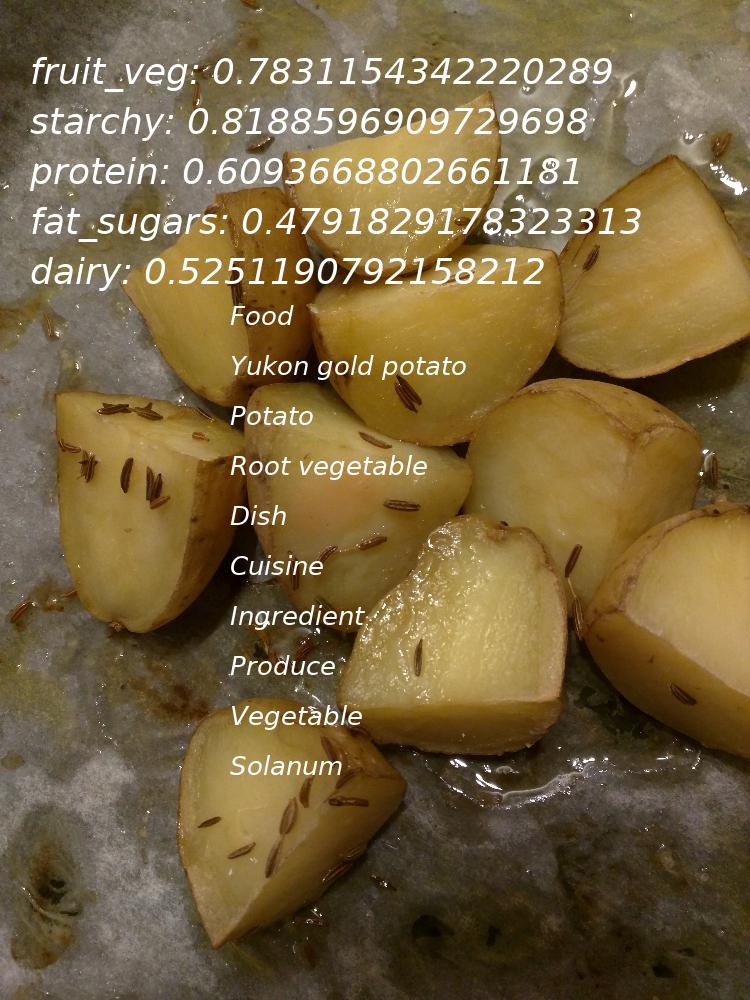 fruit_veg: 0.7831154342220289
starchy: 0.8188596909729698
protein: 0.6093668802661181
fat_sugars: 0.4791829178323313
dairy: 0.5251190792158212
Food
Yukon gold potato
Potato
Root vegetable
Dish
Cuisine
Ingredient
Produce
Vegetable
Solanum